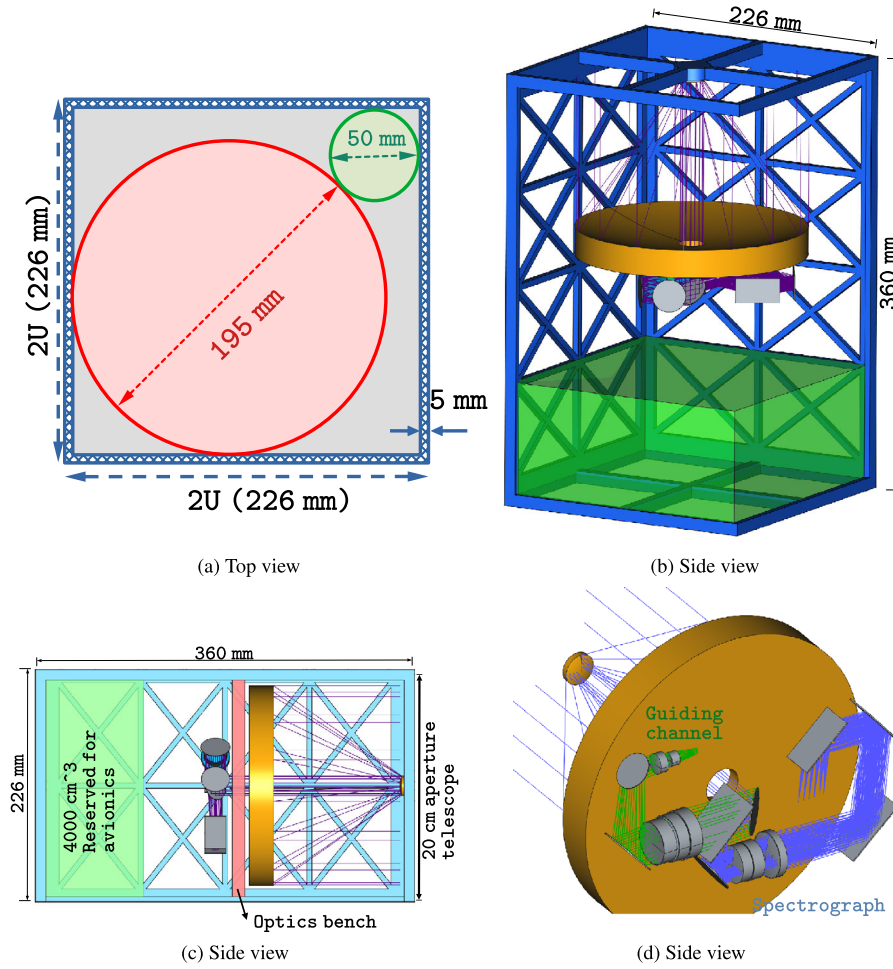 226 mm
50 mm
2U (226 mm)
195 mm
360 mm
5 mm
2U (226 mm)
(a) Top view
(b) Side view
360 mm
226 mm
4000 cm^3
Reserved for
avionics
20 cm aperture
telescope
Optics bench
Guiding
channel
Spectrograph
(c) Side view
(d) Side view